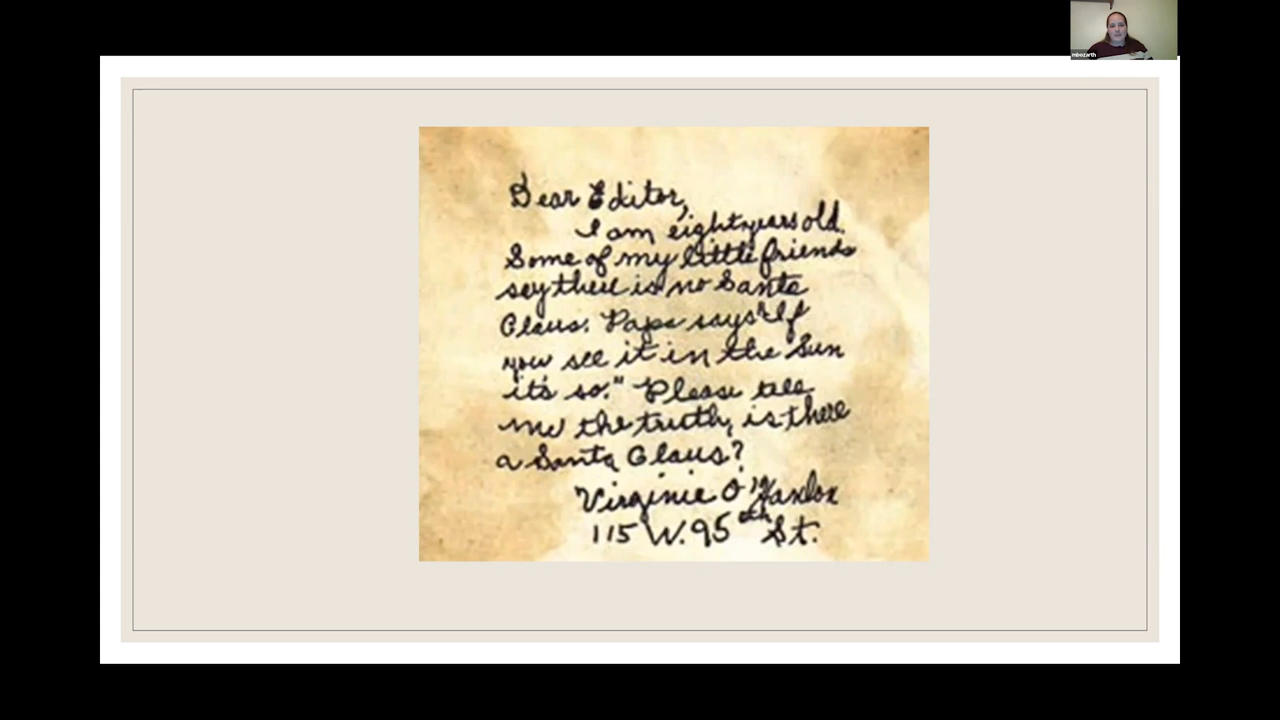 mbozarth
Dear Editor,
I am eight years old.
Some of my little friends
say there is no Santa
Claus. Papa says "If
you see it in the Sun
it's so." Please tell
me the truth, is there
a Santa Claus?
Virginia O'Hanlon
115 W. 95th St.